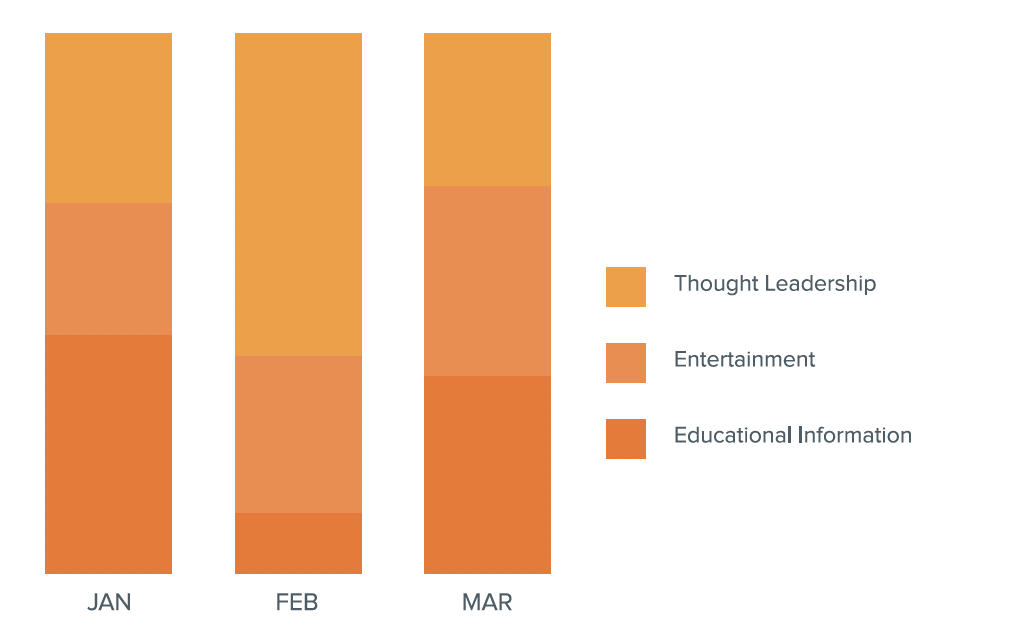 Thought Leadership
Entertainment
Educational Information
JAN FEB MAR